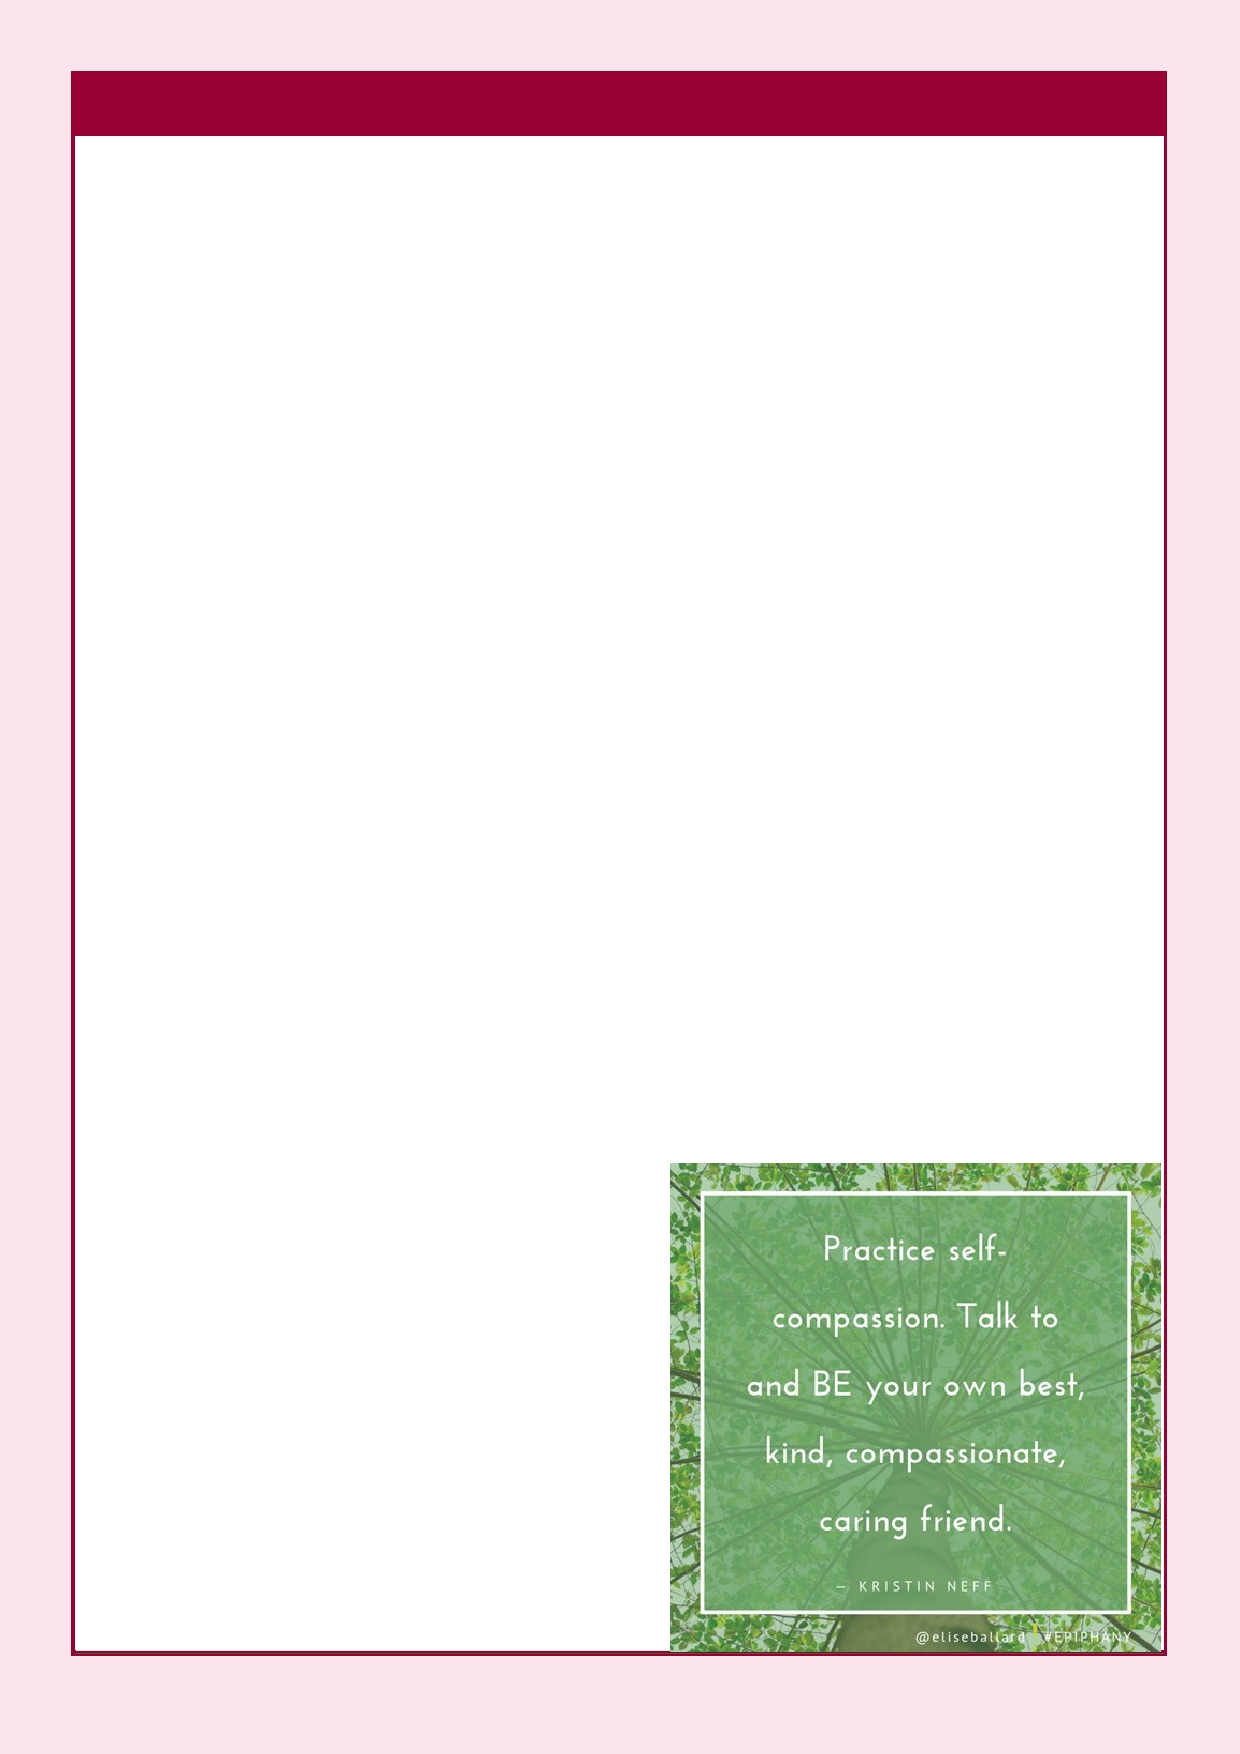 Practice self-
compassion. Talk to
and BE your own best,
kind, compassionate,
caring friend.
– KRISTIN NEFF
@eliseballard | #EPIPHANY